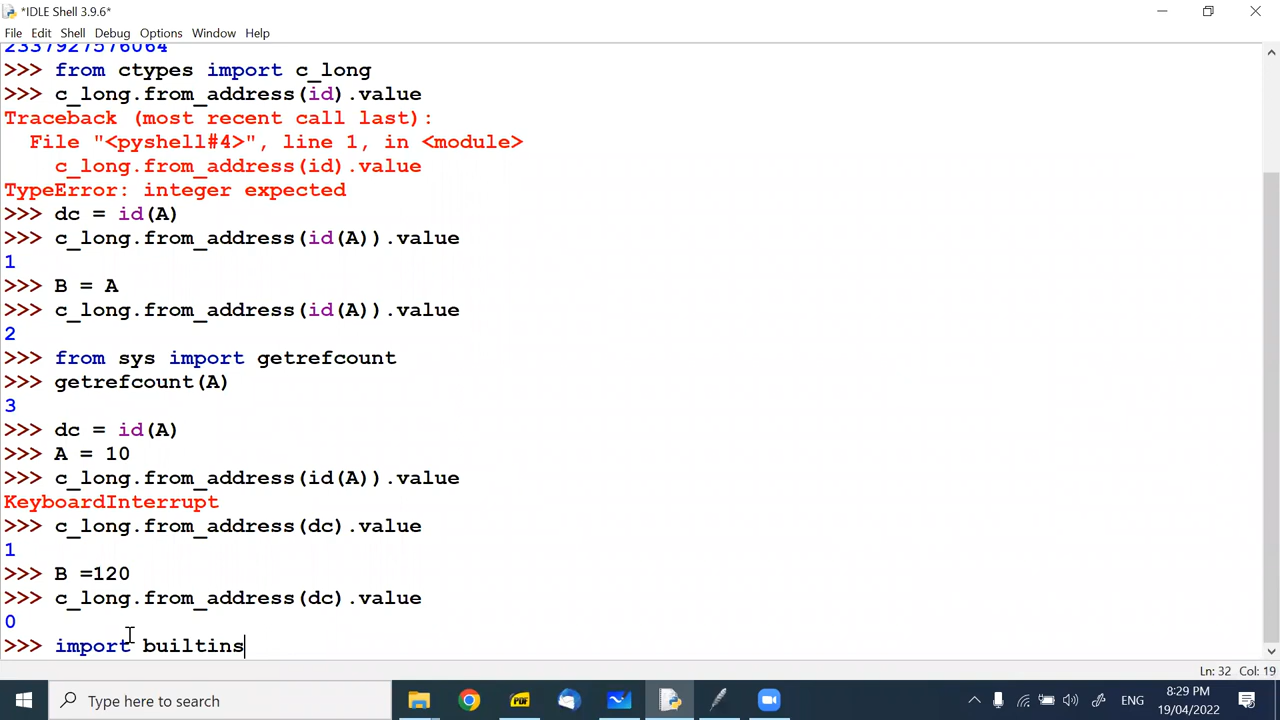 *IDLE Shell 3.9.6*
File Edit Shell Debug Options Window Help
2337927576064
>>> from ctypes import c_long
>>> c_long.from_address(id).value
Traceback (most recent call last):
  File "<pyshell#4>", line 1, in <module>
    c_long.from_address(id).value
TypeError: integer expected
>>> dc = id(A)
>>> c_long.from_address(id(A)).value
1
>>> B = A
>>> c_long.from_address(id(A)).value
2
>>> from sys import getrefcount
>>> getrefcount(A)
3
>>> dc = id(A)
>>> A = 10
>>> c_long.from_address(id(A)).value
KeyboardInterrupt
>>> c_long.from_address(dc).value
1
>>> B =120
>>> c_long.from_address(dc).value
0
>>> import builtins
Ln: 32 Col: 19
Type here to search
PDF
ENG
8:29 PM
19/04/2022